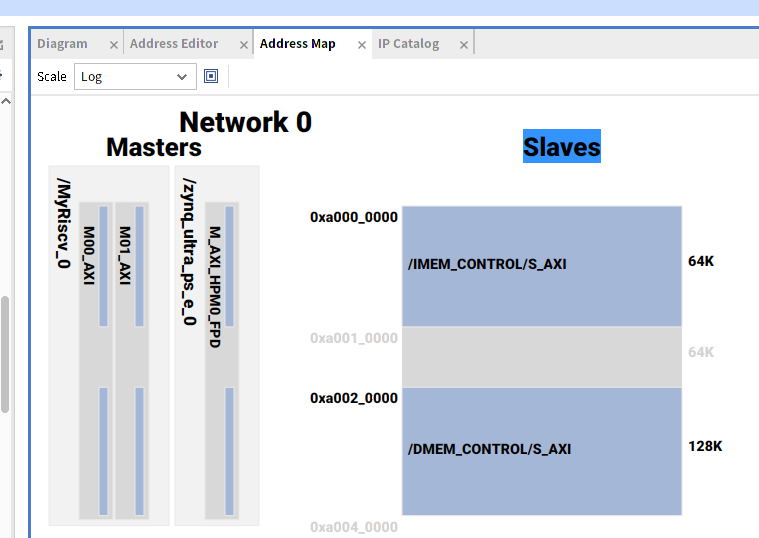 Diagram × Address Editor × Address Map × IP Catalog ×
Scale Log
Network 0
Masters
Slaves
/MyRiscv_0
M00_AXI
M01_AXI
/zynq_ultra_ps_e_0
M_AXI_HPM0_FPD
0xa000_0000
/IMEM_CONTROL/S_AXI
64K
0xa001_0000
64K
0xa002_0000
/DMEM_CONTROL/S_AXI
128K
0xa004_0000